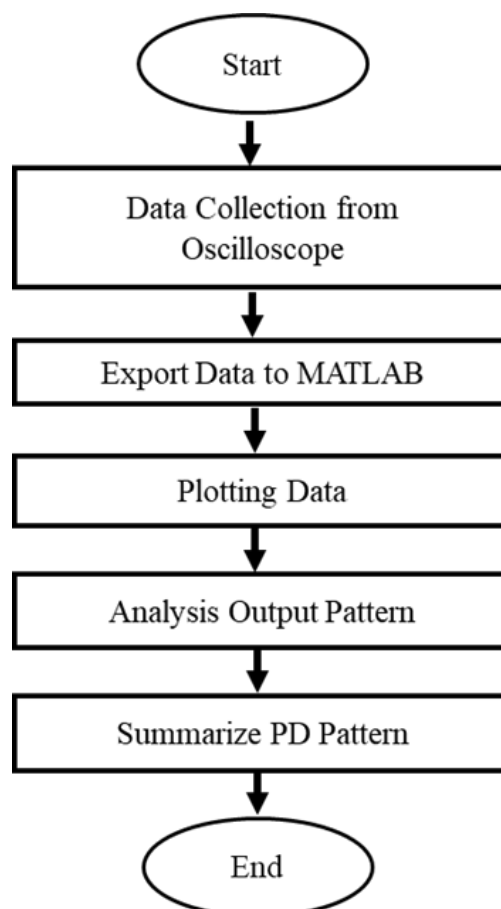 Start
Data Collection from
Oscilloscope
Export Data to MATLAB
Plotting Data
Analysis Output Pattern
Summarize PD Pattern
End